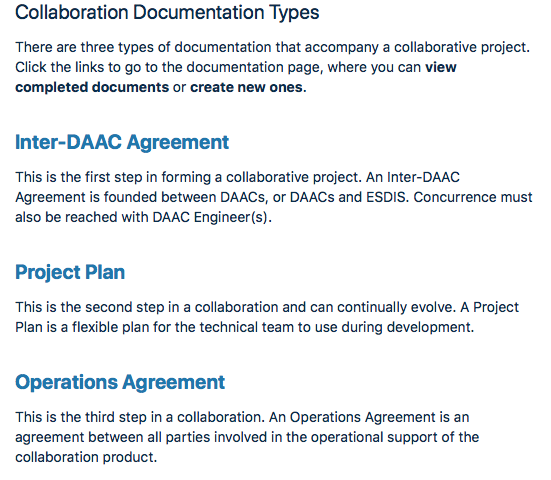 Collaboration Documentation Types
There are three types of documentation that accompany a collaborative project.
Click the links to go to the documentation page, where you can view
completed documents or create new ones.
Inter-DAAC Agreement
This is the first step in forming a collaborative project. An Inter-DAAC
Agreement is founded between DAACs, or DAACs and ESDIS. Concurrence must
also be reached with DAAC Engineer(s).
Project Plan
This is the second step in a collaboration and can continually evolve. A Project
Plan is a flexible plan for the technical team to use during development.
Operations Agreement
This is the third step in a collaboration. An Operations Agreement is an
agreement between all parties involved in the operational support of the
collaboration product.